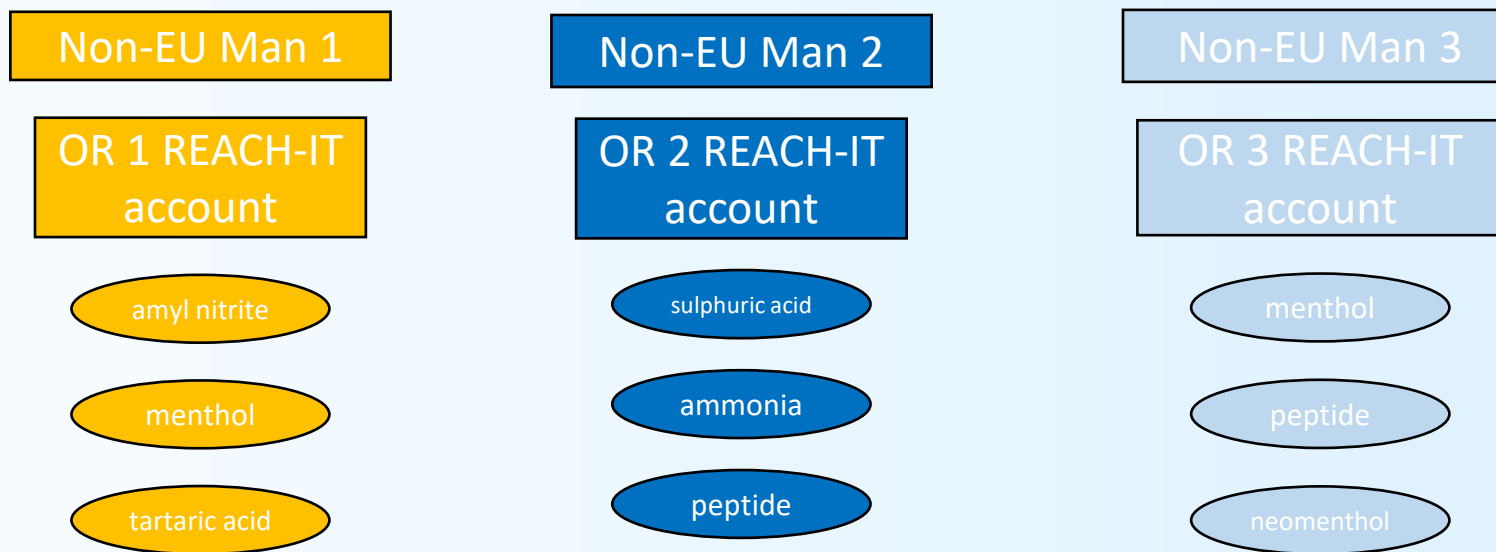 Non-EU Man 1
OR 1 REACH-IT
account
amyl nitrite
menthol
tartaric acid
Non-EU Man 2
OR 2 REACH-IT
account
sulphuric acid
ammonia
peptide
Non-EU Man 3
OR 3 REACH-IT
account
menthol
peptide
neomenthol